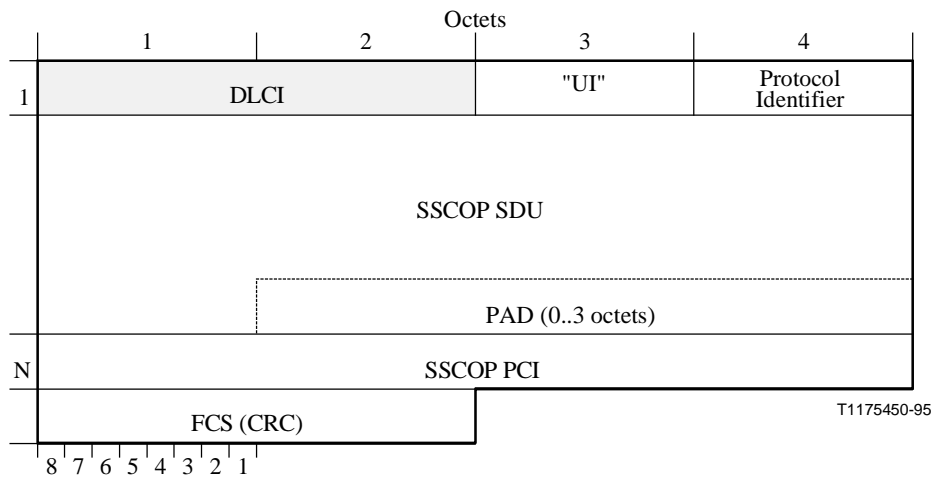 Octets
1 2 3 4
1 DLCI "UI" Protocol
Identifier
SSCOP SDU
PAD (0..3 octets)
N SSCOP PCI
FCS (CRC)
T1175450-95
8 7 6 5 4 3 2 1